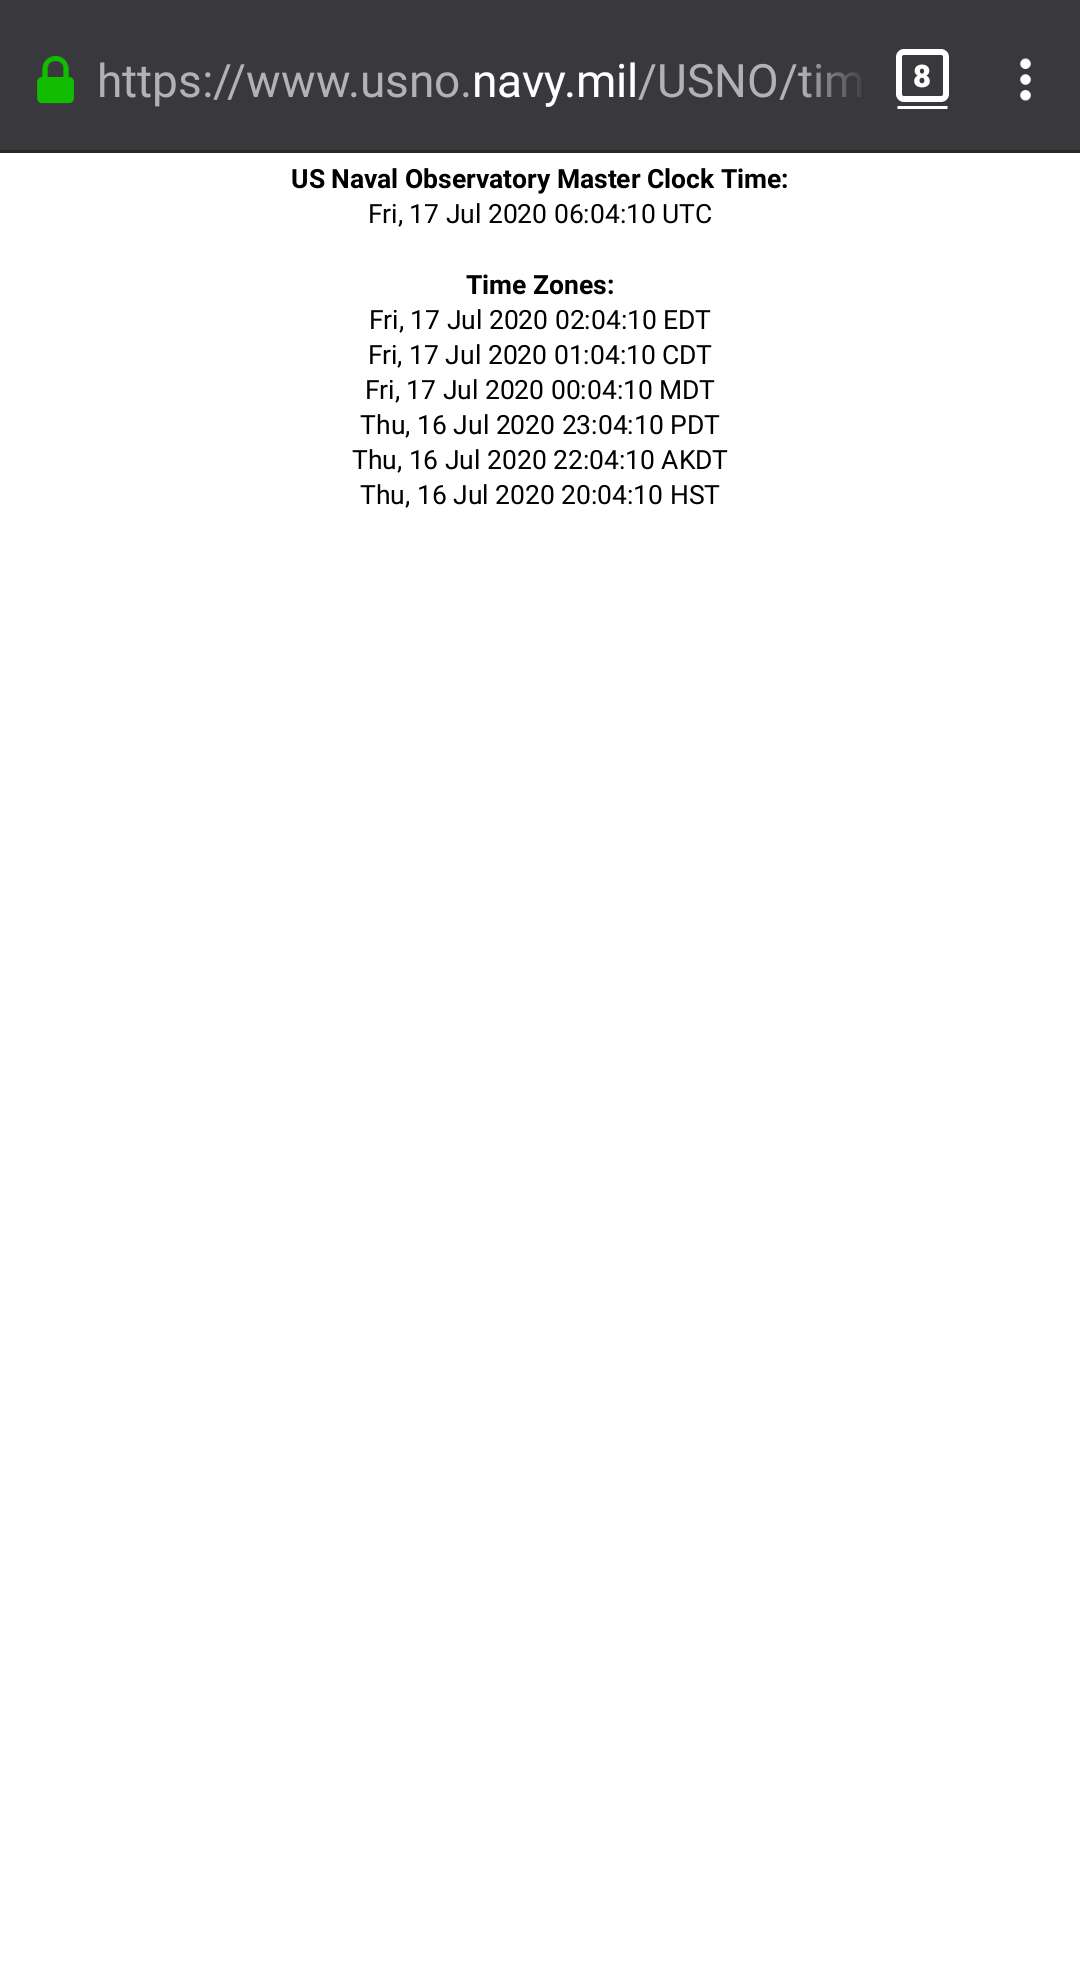 https://www.usno.navy.mil/USNO/tim
8
US Naval Observatory Master Clock Time:
Fri, 17 Jul 2020 06:04:10 UTC
Time Zones:
Fri, 17 Jul 2020 02:04:10 EDT
Fri, 17 Jul 2020 01:04:10 CDT
Fri, 17 Jul 2020 00:04:10 MDT
Thu, 16 Jul 2020 23:04:10 PDT
Thu, 16 Jul 2020 22:04:10 AKDT
Thu, 16 Jul 2020 20:04:10 HST